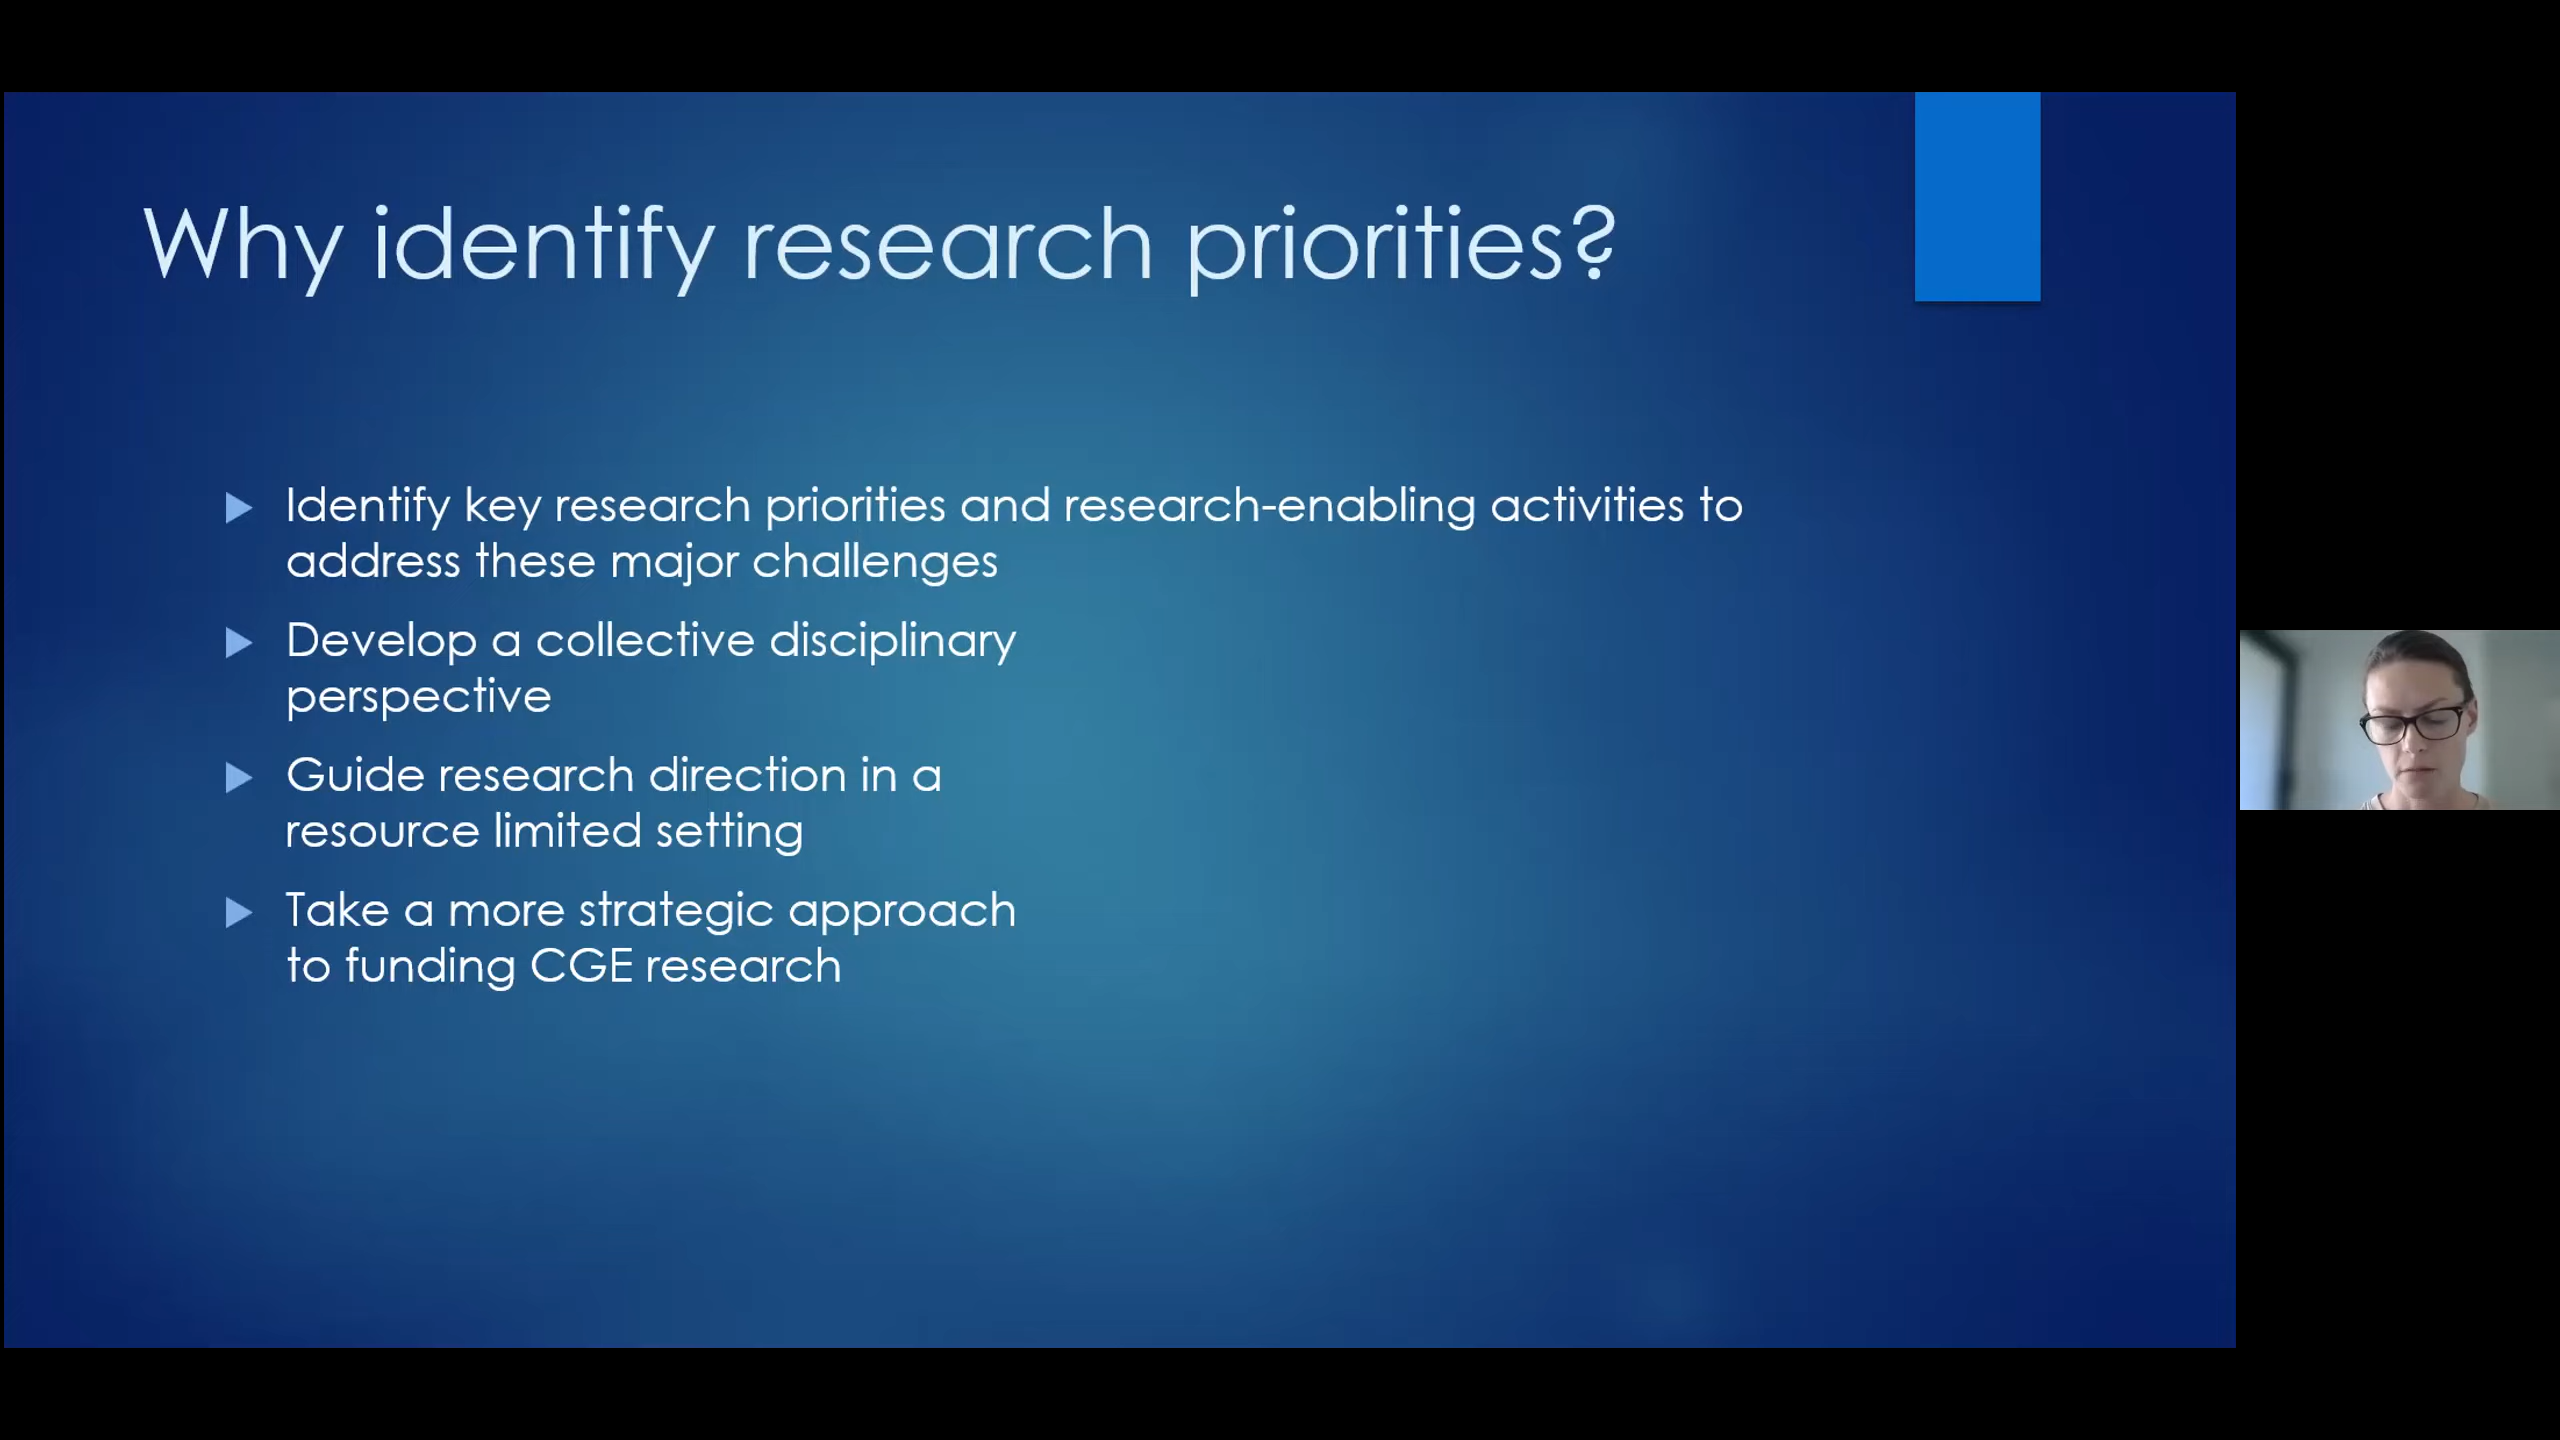 Why identify research priorities?
Identify key research priorities and research-enabling activities to
address these major challenges
Develop a collective disciplinary
perspective
Guide research direction in a
resource limited setting
Take a more strategic approach
to funding CGE research